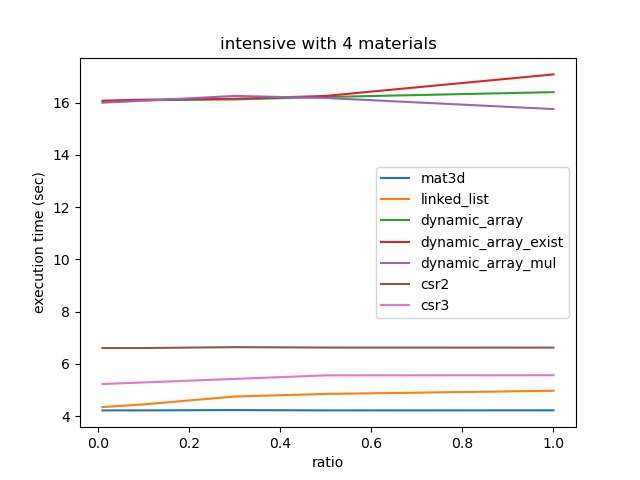 intensive with 4 materials
execution time (sec)
16
14
12
10
8
6
4
mat3d
linked_list
dynamic_array
dynamic_array_exist
dynamic_array_mul
csr2
csr3
0.0 0.2 0.4 0.6 0.8 1.0
ratio